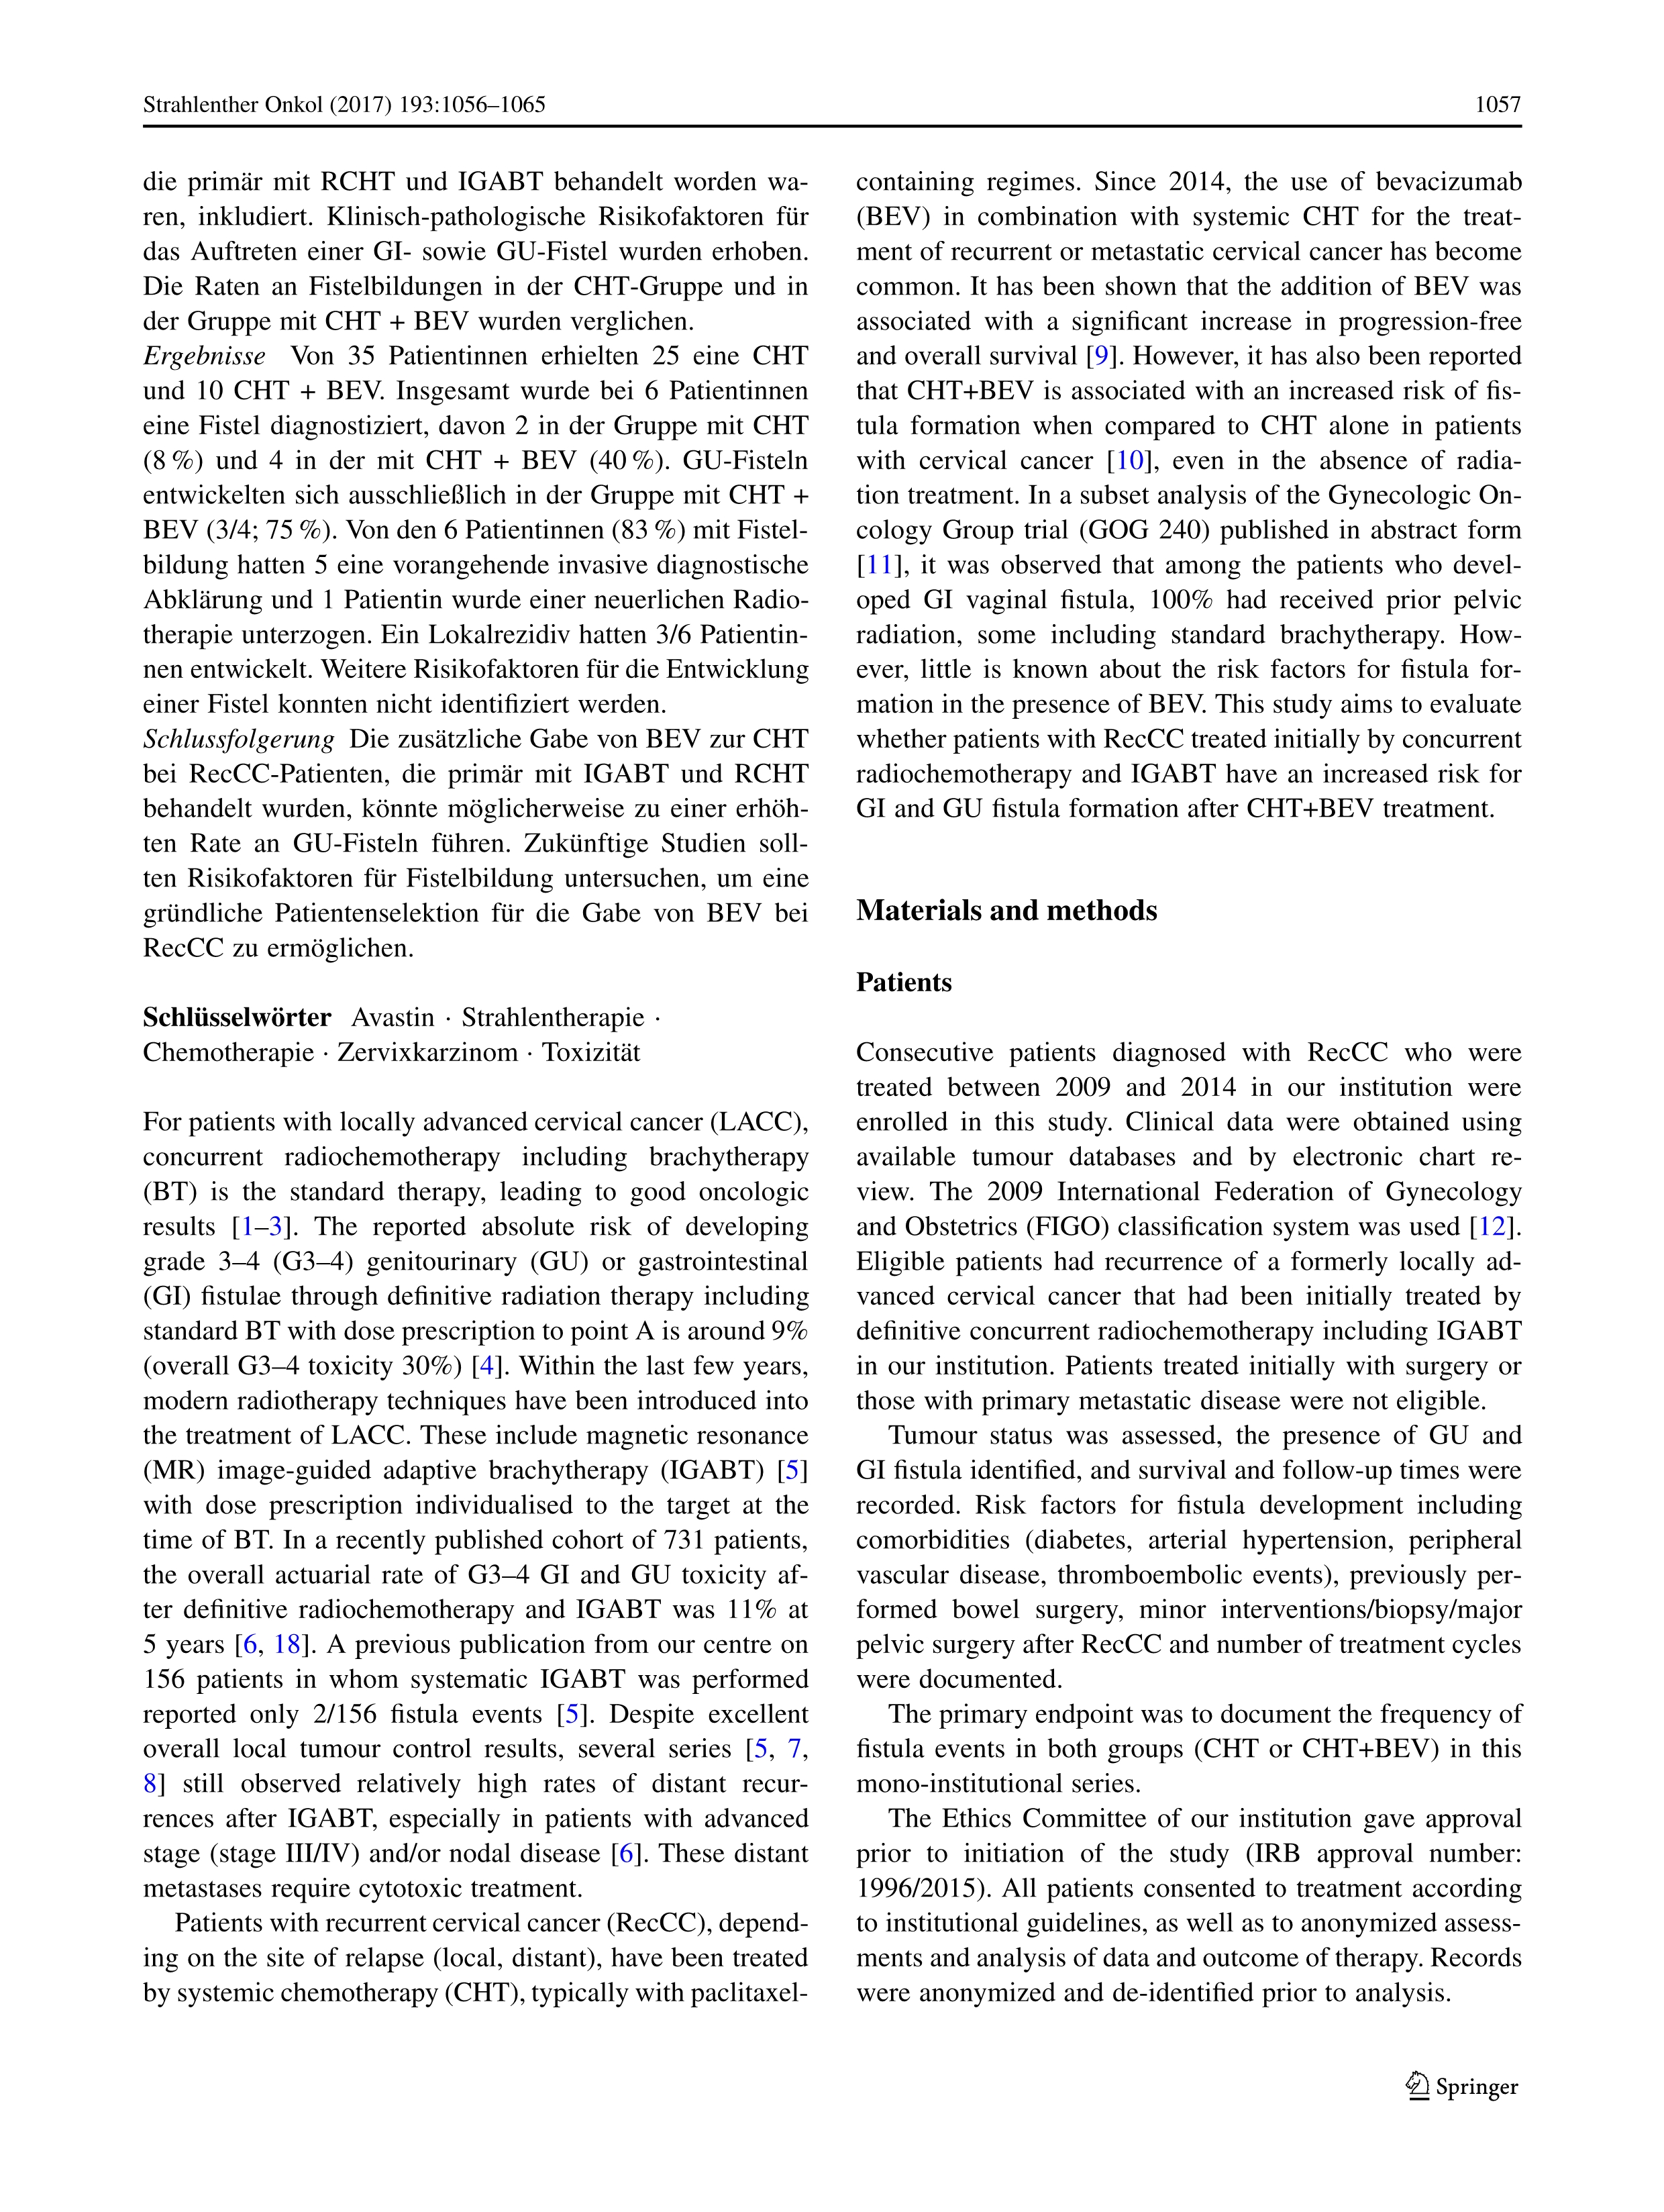 Strahlenther Onkol (2017) 193:1056–1065
1057
die primär mit RCHT und IGABT behandelt worden wa-
ren, inkludiert. Klinisch-pathologische Risikofaktoren für
das Auftreten einer GI- sowie GU-Fistel wurden erhoben.
Die Raten an Fistelbildungen in der CHT-Gruppe und in
der Gruppe mit CHT + BEV wurden verglichen.
Ergebnisse Von 35 Patientinnen erhielten 25 eine CHT
und 10 CHT + BEV. Insgesamt wurde bei 6 Patientinnen
eine Fistel diagnostiziert, davon 2 in der Gruppe mit CHT
(8 %) und 4 in der mit CHT + BEV (40 %). GU-Fisteln
entwickelten sich ausschließlich in der Gruppe mit CHT +
BEV (3/4; 75 %). Von den 6 Patientinnen (83 %) mit Fistel-
bildung hatten 5 eine vorangehende invasive diagnostische
Abklärung und 1 Patientin wurde einer neuerlichen Radio-
therapie unterzogen. Ein Lokalrezidiv hatten 3/6 Patientin-
nen entwickelt. Weitere Risikofaktoren für die Entwicklung
einer Fistel konnten nicht identifiziert werden.
Schlussfolgerung Die zusätzliche Gabe von BEV zur CHT
bei RecCC-Patienten, die primär mit IGABT und RCHT
behandelt wurden, könnte möglicherweise zu einer erhöh-
ten Rate an GU-Fisteln führen. Zukünftige Studien soll-
ten Risikofaktoren für Fistelbildung untersuchen, um eine
gründliche Patientenselektion für die Gabe von BEV bei
RecCC zu ermöglichen.
Schlüsselwörter Avastin · Strahlentherapie ·
Chemotherapie · Zervixkarzinom · Toxizität
For patients with locally advanced cervical cancer (LACC),
concurrent radiochemotherapy including brachytherapy
(BT) is the standard therapy, leading to good oncologic
results [1–3]. The reported absolute risk of developing
grade 3–4 (G3–4) genitourinary (GU) or gastrointestinal
(GI) fistulae through definitive radiation therapy including
standard BT with dose prescription to point A is around 9%
(overall G3–4 toxicity 30%) [4]. Within the last few years,
modern radiotherapy techniques have been introduced into
the treatment of LACC. These include magnetic resonance
(MR) image-guided adaptive brachytherapy (IGABT) [5]
with dose prescription individualised to the target at the
time of BT. In a recently published cohort of 731 patients,
the overall actuarial rate of G3–4 GI and GU toxicity af-
ter definitive radiochemotherapy and IGABT was 11% at
5 years [6, 18]. A previous publication from our centre on
156 patients in whom systematic IGABT was performed
reported only 2/156 fistula events [5]. Despite excellent
overall local tumour control results, several series [5, 7,
8] still observed relatively high rates of distant recur-
rences after IGABT, especially in patients with advanced
stage (stage III/IV) and/or nodal disease [6]. These distant
metastases require cytotoxic treatment.
Patients with recurrent cervical cancer (RecCC), depend-
ing on the site of relapse (local, distant), have been treated
by systemic chemotherapy (CHT), typically with paclitaxel-
containing regimes. Since 2014, the use of bevacizumab
(BEV) in combination with systemic CHT for the treat-
ment of recurrent or metastatic cervical cancer has become
common. It has been shown that the addition of BEV was
associated with a significant increase in progression-free
and overall survival [9]. However, it has also been reported
that CHT+BEV is associated with an increased risk of fis-
tula formation when compared to CHT alone in patients
with cervical cancer [10], even in the absence of radia-
tion treatment. In a subset analysis of the Gynecologic On-
cology Group trial (GOG 240) published in abstract form
[11], it was observed that among the patients who devel-
oped GI vaginal fistula, 100% had received prior pelvic
radiation, some including standard brachytherapy. How-
ever, little is known about the risk factors for fistula for-
mation in the presence of BEV. This study aims to evaluate
whether patients with RecCC treated initially by concurrent
radiochemotherapy and IGABT have an increased risk for
GI and GU fistula formation after CHT+BEV treatment.
Materials and methods
Patients
Consecutive patients diagnosed with RecCC who were
treated between 2009 and 2014 in our institution were
enrolled in this study. Clinical data were obtained using
available tumour databases and by electronic chart re-
view. The 2009 International Federation of Gynecology
and Obstetrics (FIGO) classification system was used [12].
Eligible patients had recurrence of a formerly locally ad-
vanced cervical cancer that had been initially treated by
definitive concurrent radiochemotherapy including IGABT
in our institution. Patients treated initially with surgery or
those with primary metastatic disease were not eligible.
Tumour status was assessed, the presence of GU and
GI fistula identified, and survival and follow-up times were
recorded. Risk factors for fistula development including
comorbidities (diabetes, arterial hypertension, peripheral
vascular disease, thromboembolic events), previously per-
formed bowel surgery, minor interventions/biopsy/major
pelvic surgery after RecCC and number of treatment cycles
were documented.
The primary endpoint was to document the frequency of
fistula events in both groups (CHT or CHT+BEV) in this
mono-institutional series.
The Ethics Committee of our institution gave approval
prior to initiation of the study (IRB approval number:
1996/2015). All patients consented to treatment according
to institutional guidelines, as well as to anonymized assess-
ments and analysis of data and outcome of therapy. Records
were anonymized and de-identified prior to analysis.
Springer